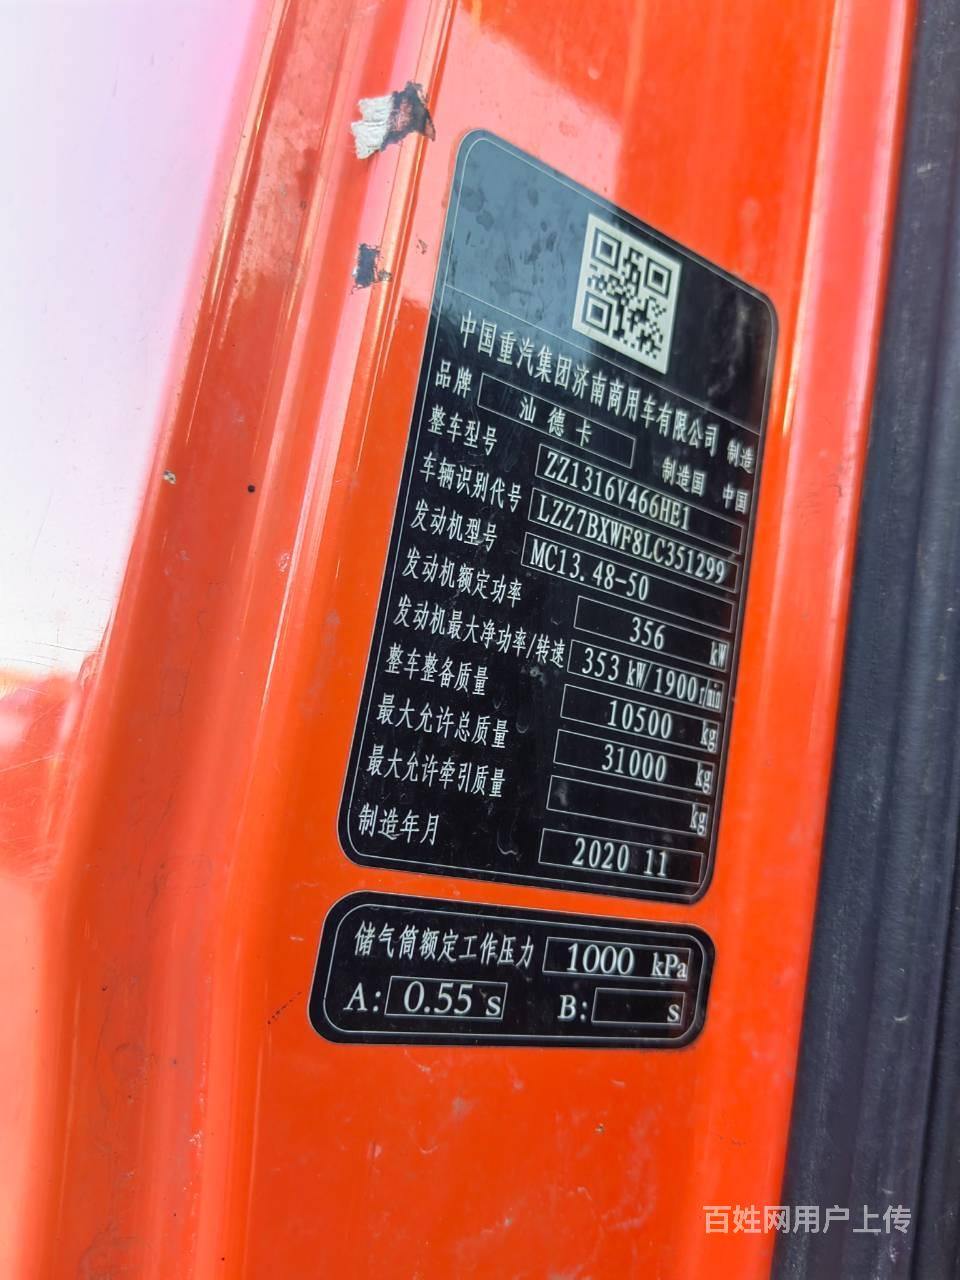 中国重汽集团济南商用车有限公司 制造
品牌 汕德卡 制造国 中国
整车型号 ZZ1316V466HE1
车辆识别代号 LZZ7BXWF8LC351299
发动机型号 MC13.48-50
发动机额定功率 356 kW
发动机最大净功率/转速 353 kW/1900r/min
整车整备质量 10500 kg
最大允许总质量 31000 kg
最大允许牵引质量 kg
制造年月 2020 11
储气筒额定工作压力 1000 kPa
A: 0.55 s B: s
百姓网用户上传